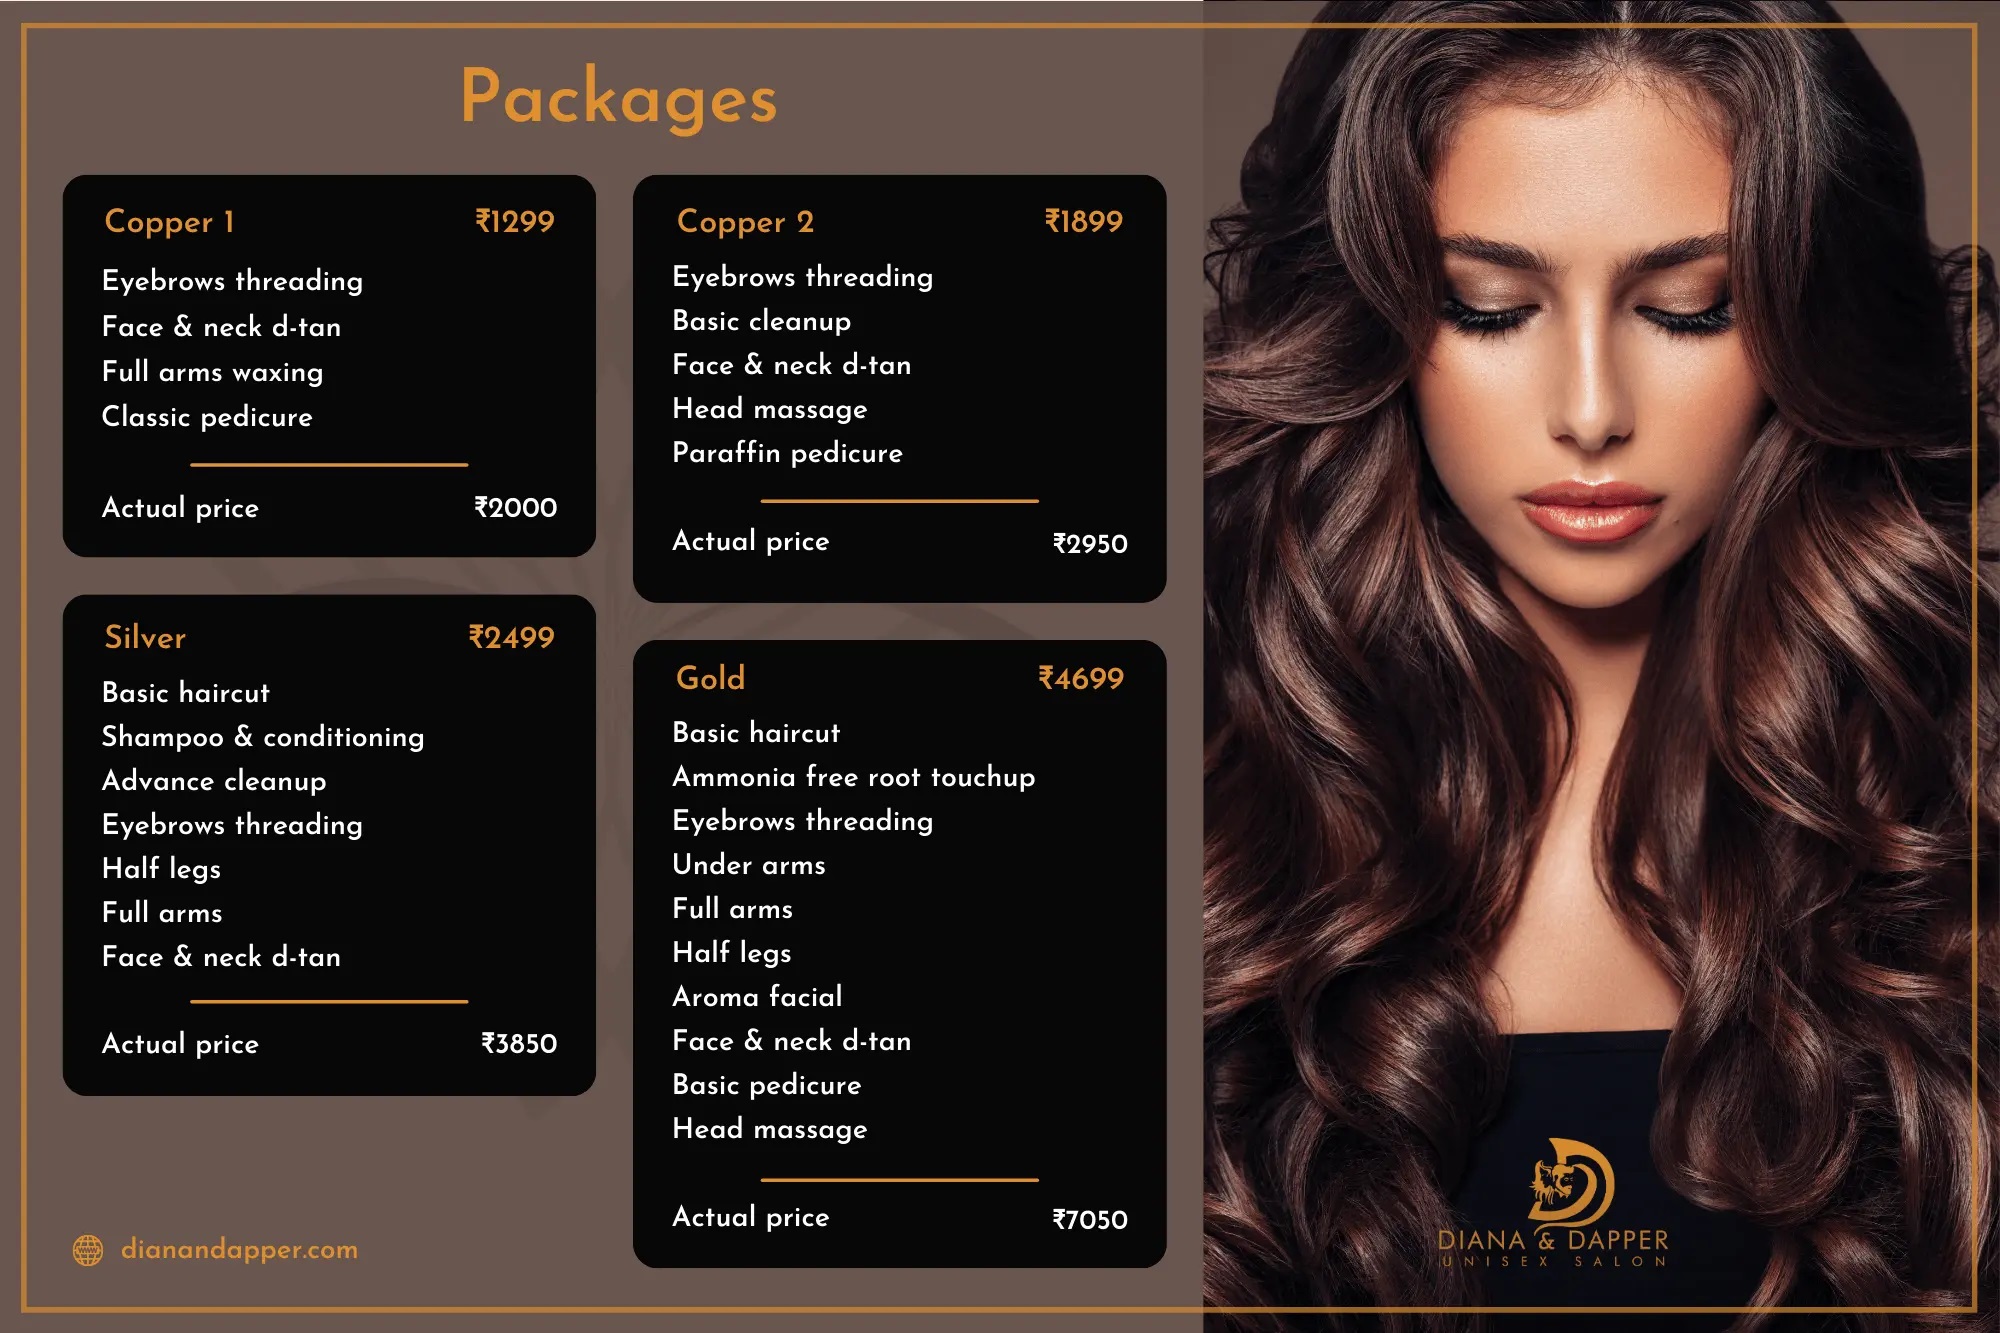 Packages
Copper 1 ₹1299
Eyebrows threading
Face & neck d-tan
Full arms waxing
Classic pedicure
Actual price ₹2000
Copper 2 ₹1899
Eyebrows threading
Basic cleanup
Face & neck d-tan
Head massage
Paraffin pedicure
Actual price ₹2950
Silver ₹2499
Basic haircut
Shampoo & conditioning
Advance cleanup
Eyebrows threading
Half legs
Full arms
Face & neck d-tan
Actual price ₹3850
Gold ₹4699
Basic haircut
Ammonia free root touchup
Eyebrows threading
Under arms
Full arms
Half legs
Aroma facial
Face & neck d-tan
Basic pedicure
Head massage
Actual price ₹7050
www dianandapper.com
DIANA & DAPPER
UNISEX SALON